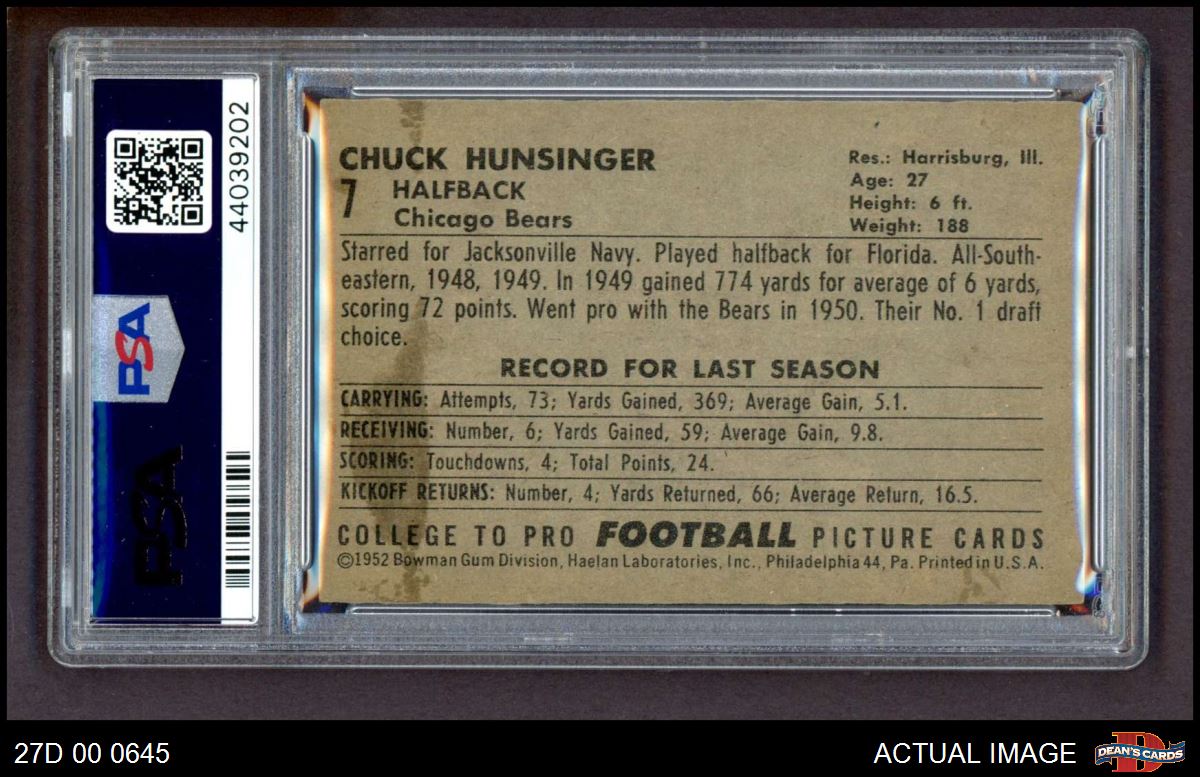 44039202
PSA
PSA
CHUCK HUNSINGER
7 HALFBACK
Chicago Bears
Res.: Harrisburg, Ill.
Age: 27
Height: 6 ft.
Weight: 188
Starred for Jacksonville Navy. Played halfback for Florida. All-South-
eastern, 1948, 1949. In 1949 gained 774 yards for average of 6 yards,
scoring 72 points. Went pro with the Bears in 1950. Their No. 1 draft
choice.
RECORD FOR LAST SEASON
CARRYING: Attempts, 73; Yards Gained, 369; Average Gain, 5.1.
RECEIVING: Number, 6; Yards Gained, 59; Average Gain, 9.8.
SCORING: Touchdowns, 4; Total Points, 24.
KICKOFF RETURNS: Number, 4; Yards Returned, 66; Average Return, 16.5.
COLLEGE TO PRO FOOTBALL PICTURE CARDS
©1952 Bowman Gum Division, Haelan Laboratories, Inc., Philadelphia 44, Pa. Printed in U.S.A.
27D 00 0645
ACTUAL IMAGE
DEAN'S CARDS